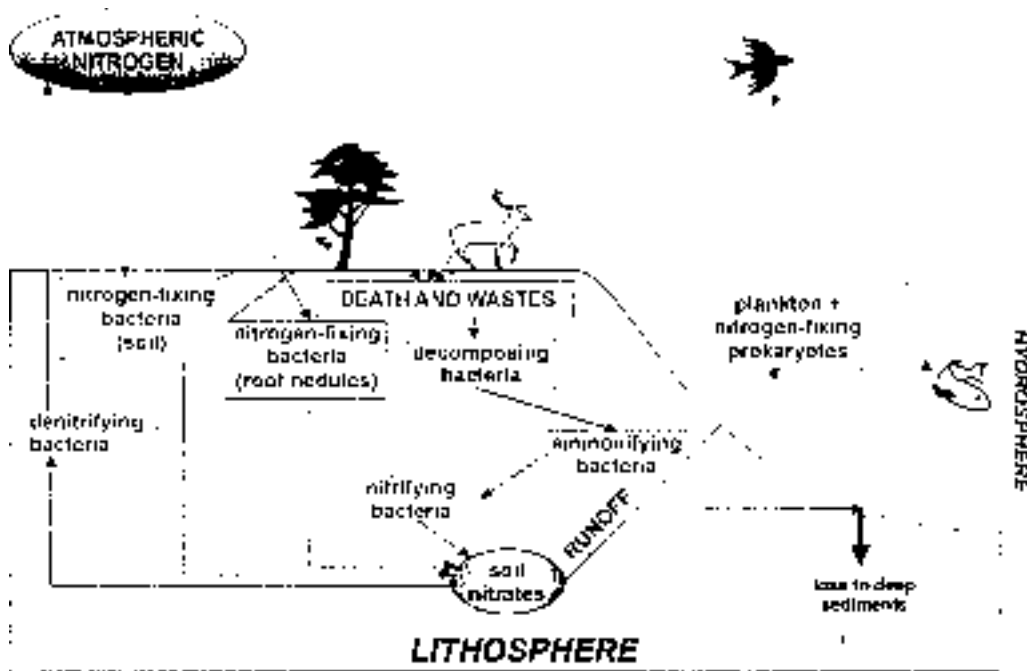 ATMOSPHERIC
NITROGEN
nitrogen-fixing
bacteria
(soil)
DEATH AND WASTES
nitrogen-fixing
bacteria
(root nodules)
decomposing
bacteria
plankton +
nitrogen-fixing
prokaryotes
HYDROSPHERE
denitrifying
bacteria
ammonifying
bacteria
nitrifying
bacteria
RUNOFF
soil
nitrates
loss to deep
sediments
LITHOSPHERE